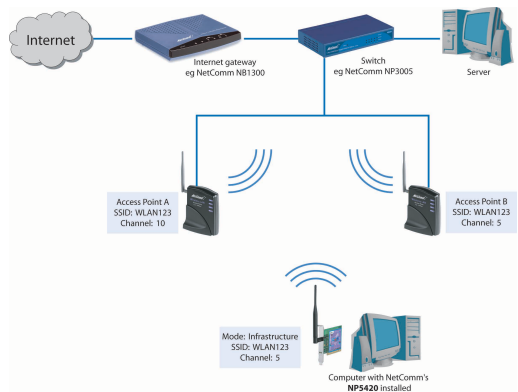 Internet
Internet gateway
eg NetComm NB1300
Switch
eg NetComm NP3005
Server
Access Point A
SSID: WLAN123
Channel: 10
Access Point B
SSID: WLAN123
Channel: 5
Mode: Infrastructure
SSID: WLAN123
Channel: 5
Computer with NetComm's
NP5420 installed